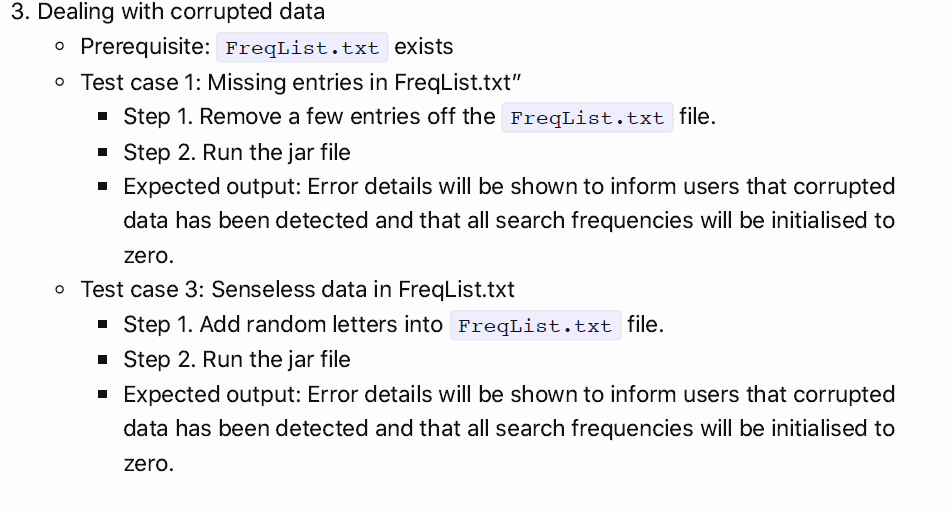 3. Dealing with corrupted data
Prerequisite: FreqList.txt exists
Test case 1: Missing entries in FreqList.txt”
Step 1. Remove a few entries off the FreqList.txt file.
Step 2. Run the jar file
Expected output: Error details will be shown to inform users that corrupted
data has been detected and that all search frequencies will be initialised to
zero.
Test case 3: Senseless data in FreqList.txt
Step 1. Add random letters into FreqList.txt file.
Step 2. Run the jar file
Expected output: Error details will be shown to inform users that corrupted
data has been detected and that all search frequencies will be initialised to
zero.